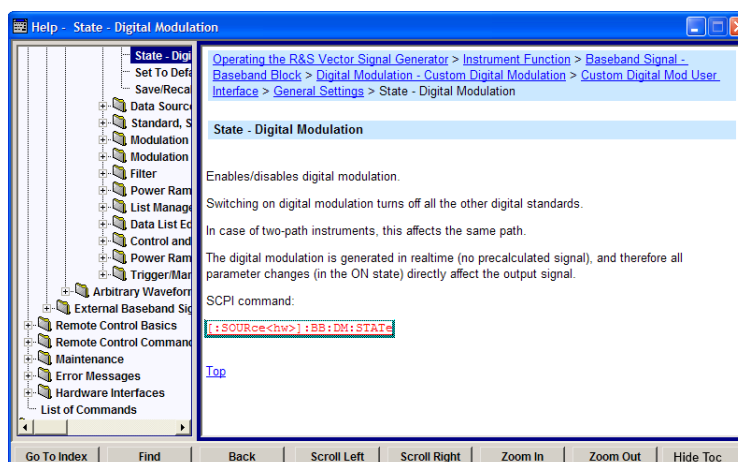 Help - State - Digital Modulation
State - Digi
Set To Defa
Save/Recal
Data Sourc
Standard, S
Modulation
Modulation
Filter
Power Ram
List Manage
Data List Ed
Control and
Power Ram
Trigger/Mar
Arbitrary Waveform
External Baseband Sig
Remote Control Basics
Remote Control Command
Maintenance
Error Messages
Hardware Interfaces
List of Commands
Operating the R&S Vector Signal Generator > Instrument Function > Baseband Signal -
Baseband Block > Digital Modulation - Custom Digital Modulation > Custom Digital Mod User
Interface > General Settings > State - Digital Modulation
State - Digital Modulation
Enables/disables digital modulation.
Switching on digital modulation turns off all the other digital standards.
In case of two-path instruments, this affects the same path.
The digital modulation is generated in realtime (no precalculated signal), and therefore all
parameter changes (in the ON state) directly affect the output signal.
SCPI command:
[:SOURce<hw>]:BB:DM:STATe
Top
Go To Index
Find
Back
Scroll Left
Scroll Right
Zoom In
Zoom Out
Hide Toc